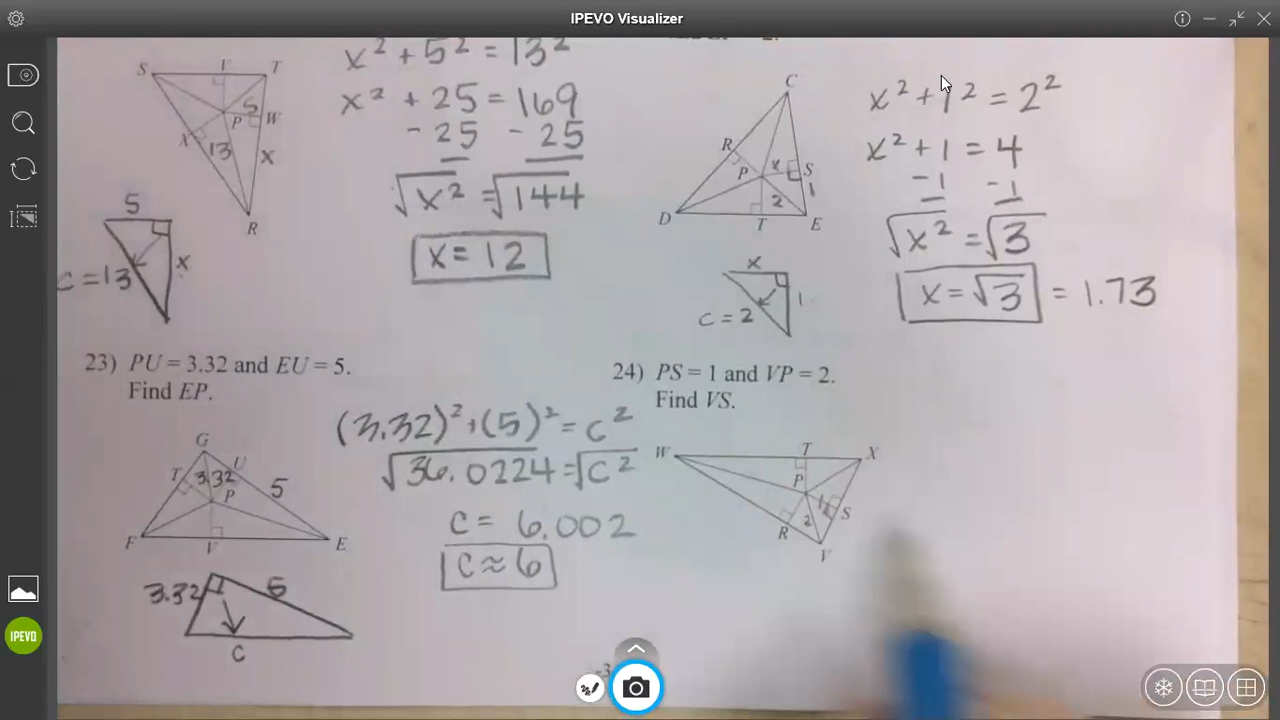 IPEVO Visualizer
x² + 5² = 13²
x² + 25 = 169
- 25 - 25
√x² = √144
x = 12
S V T
5
P W
X 13 x
R
5
c = 13 x
C
R
P x S
1
2
D T E
x
c = 2 1
x² + 1² = 2²
x² + 1 = 4
-1 -1
√x² = √3
x = √3 = 1.73
23) PU = 3.32 and EU = 5.
Find EP.
G
T 3.32 U
P 5
F V E
3.32 5
c
(3.32)² + (5)² = c²
√36.0224 = √c²
c = 6.002
c ≈ 6
24) PS = 1 and VP = 2.
Find VS.
W T X
P
1
S
R 2
V
-3
IPEVO